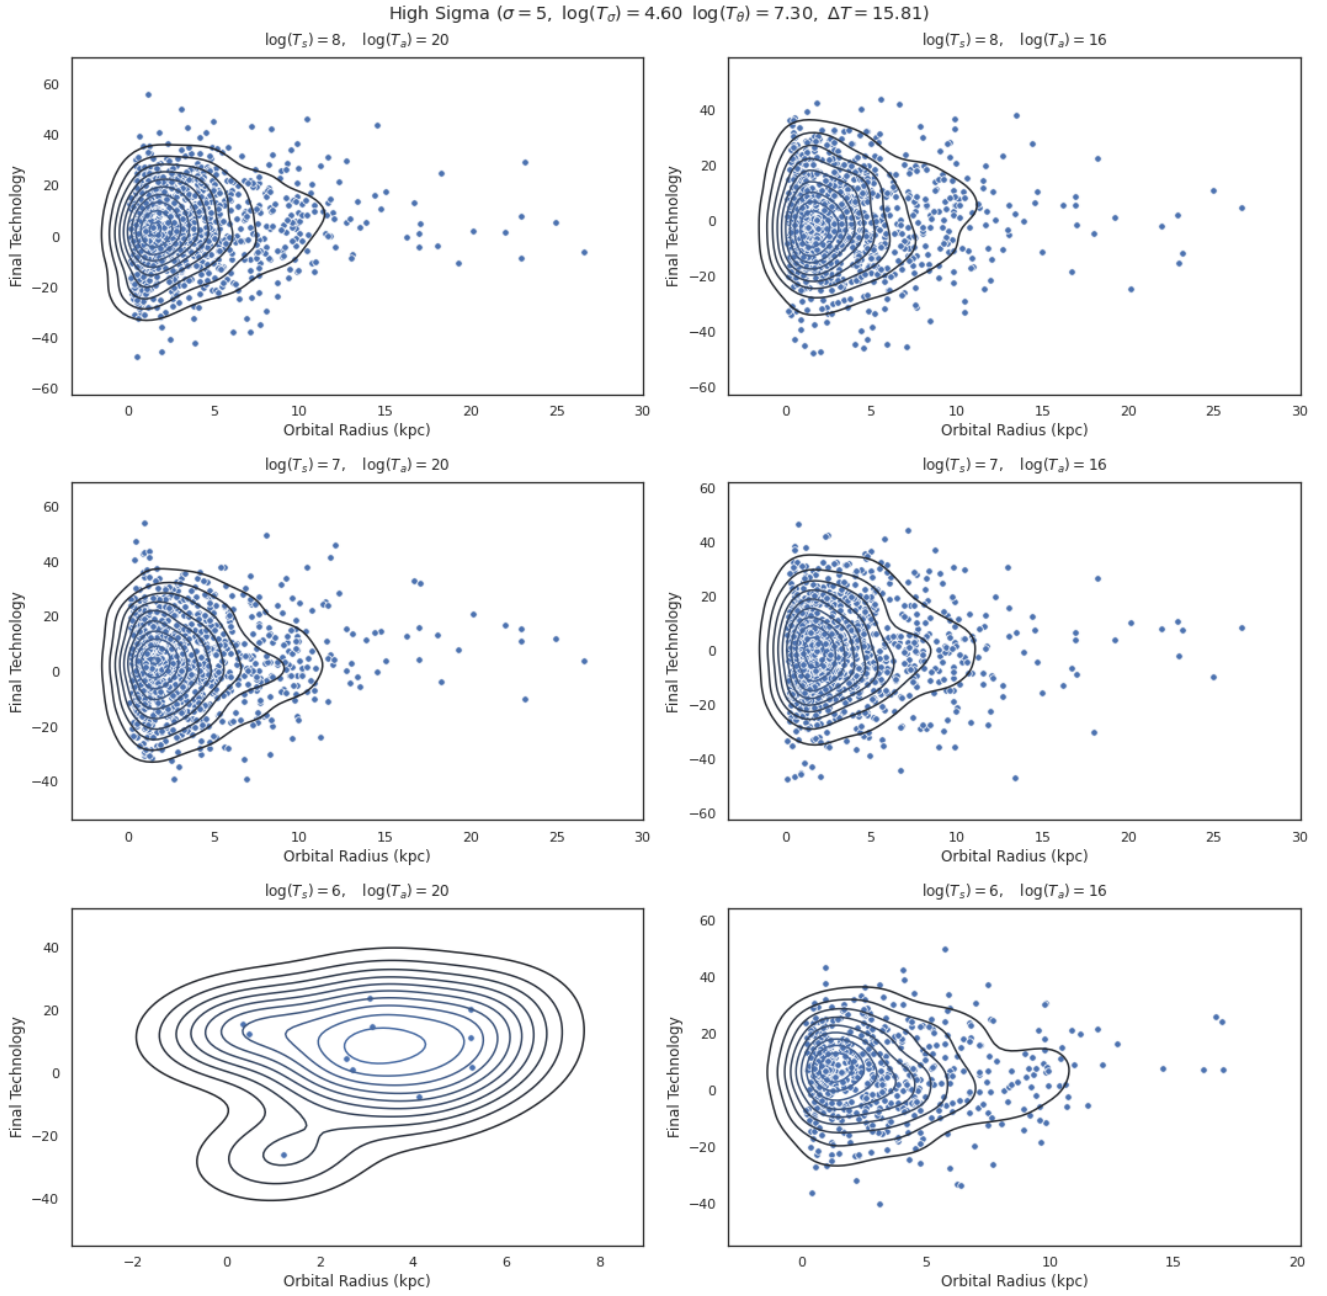 High Sigma (σ = 5, log(T_σ) = 4.60 log(T_θ) = 7.30, ΔT = 15.81)
log(T_s) = 8, log(T_a) = 20
60
40
20
0
−20
−40
−60
Final Technology
0 5 10 15 20 25 30
Orbital Radius (kpc)
log(T_s) = 8, log(T_a) = 16
40
20
0
−20
−40
−60
Final Technology
0 5 10 15 20 25 30
Orbital Radius (kpc)
log(T_s) = 7, log(T_a) = 20
60
40
20
0
−20
−40
Final Technology
0 5 10 15 20 25 30
Orbital Radius (kpc)
log(T_s) = 7, log(T_a) = 16
60
40
20
0
−20
−40
−60
Final Technology
0 5 10 15 20 25 30
Orbital Radius (kpc)
log(T_s) = 6, log(T_a) = 20
40
20
0
−20
−40
Final Technology
−2 0 2 4 6 8
Orbital Radius (kpc)
log(T_s) = 6, log(T_a) = 16
60
40
20
0
−20
−40
Final Technology
0 5 10 15 20
Orbital Radius (kpc)